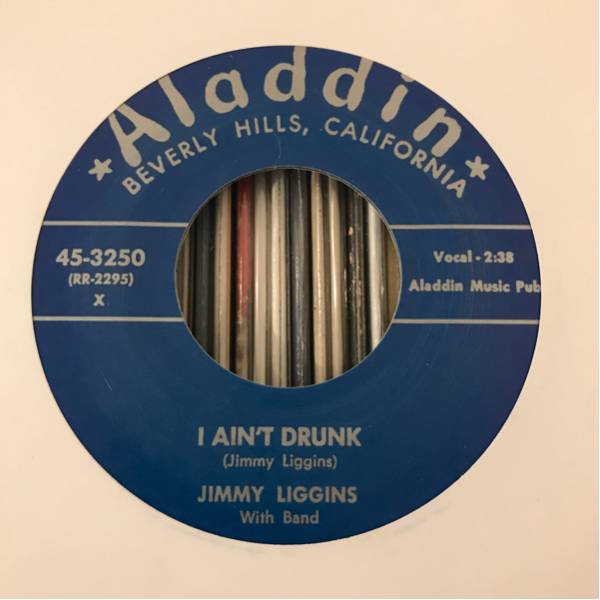 Aladdin
BEVERLY HILLS, CALIFORNIA
45-3250
(RR-2295)
X
Vocal - 2:38
Aladdin Music Pub
I AIN'T DRUNK
(Jimmy Liggins)
JIMMY LIGGINS
With Band